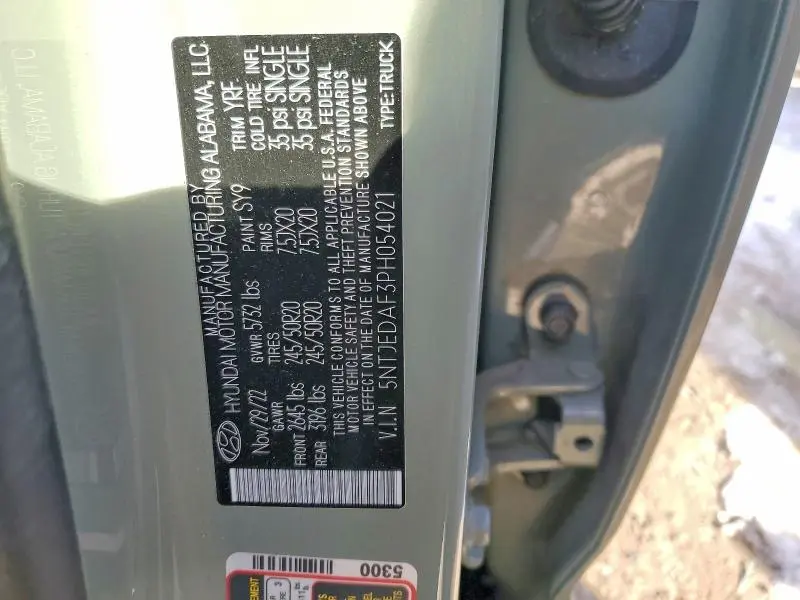 MANUFACTURED BY
HYUNDAI MOTOR MANUFACTURING ALABAMA, LLC
Nov/29/22 GVWR 5732 lbs PAINT SY9 TRIM YRF
GAWR TIRES RIMS COLD TIRE INFL
FRONT 2645 lbs 245/50R20 7.5JX20 35 psi SINGLE
REAR 3196 lbs 245/50R20 7.5JX20 35 psi SINGLE
THIS VEHICLE CONFORMS TO ALL APPLICABLE U.S.A. FEDERAL
MOTOR VEHICLE SAFETY AND THEFT PREVENTION STANDARDS
IN EFFECT ON THE DATE OF MANUFACTURE SHOWN ABOVE
V.I.N 5NTJEDAF3PH054021 TYPE:TRUCK
5300